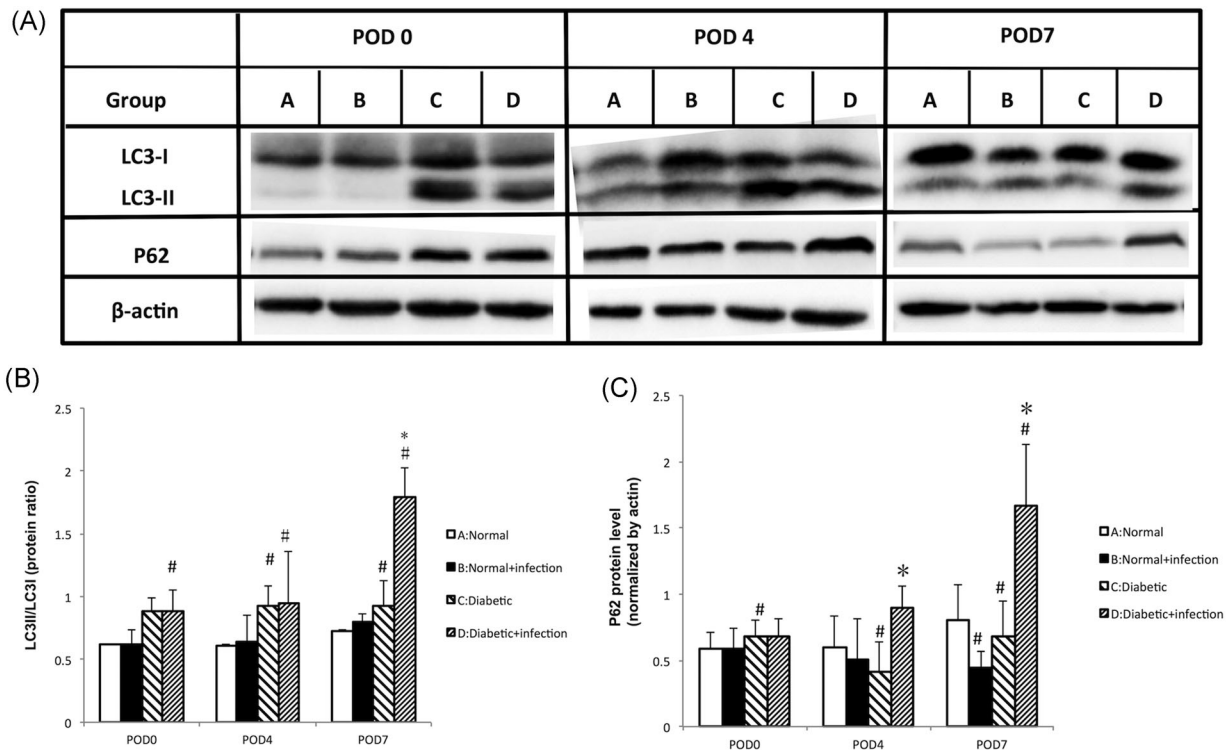 (A)
POD 0 POD 4 POD7
Group A B C D A B C D A B C D
LC3-I
LC3-II
P62
β-actin
(B)
LC3II/LC3I (protein ratio)
2.5
2
1.5
1
0.5
0
# # # # * #
#
POD0 POD4 POD7
A:Normal
B:Normal+infection
C:Diabetic
D:Diabetic+infection
(C)
P62 protein level
(normalized by actin)
2.5
2
1.5
1
0.5
0
# # * # # *
#
POD0 POD4 POD7
A:Normal
B:Normal+infection
C:Diabetic
D:Diabetic+infection